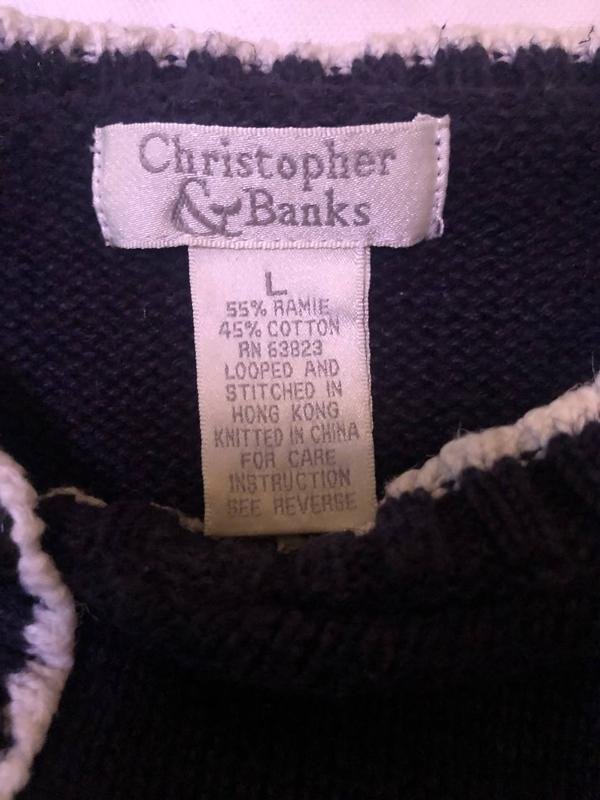 Christopher
& Banks
L
55% RAMIE
45% COTTON
RN 63823
LOOPED AND
STITCHED IN
HONG KONG
KNITTED IN CHINA
FOR CARE
INSTRUCTION
SEE REVERSE